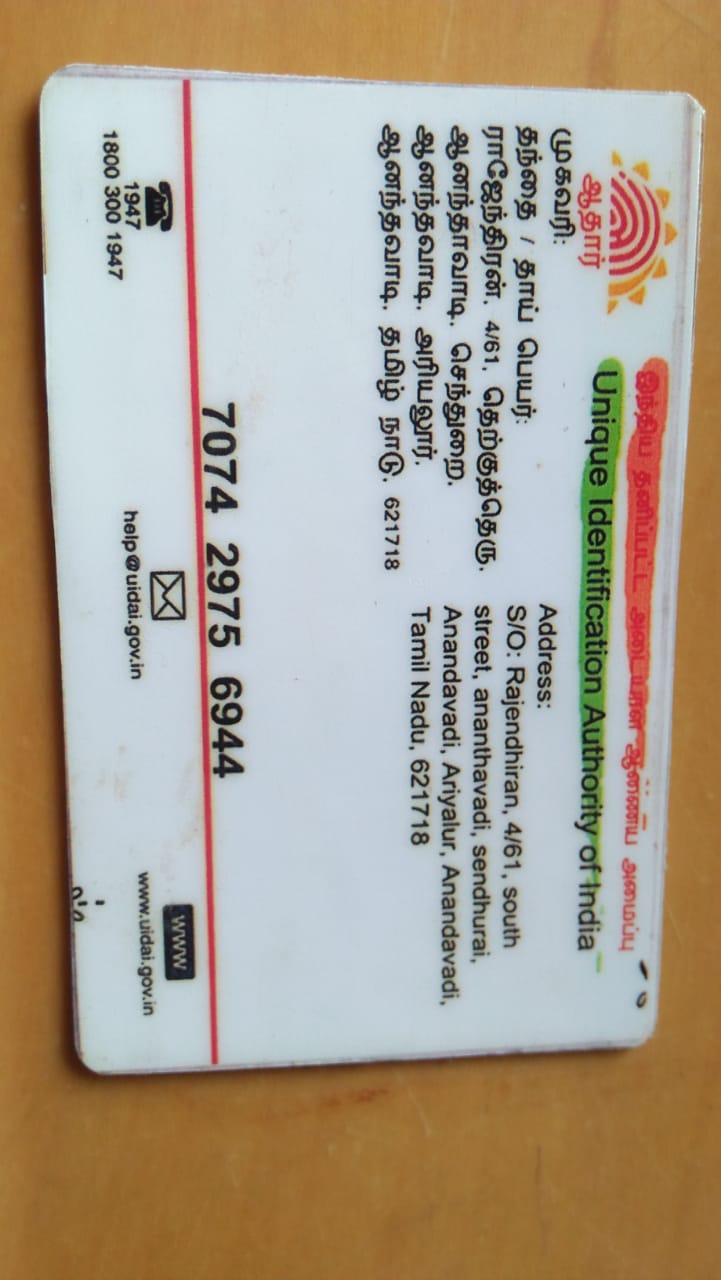 ஆதார்
இந்திய தனிப்பட்ட அடையாள ஆணைய அமைப்பு
Unique Identification Authority of India
முகவரி:
தந்தை / தாய் பெயர்:
ராஜேந்திரன், 4/61, தெற்குத்தெரு,
ஆனந்தாவாடி, செந்துறை,
ஆனந்தவாடி, அரியலூர்,
ஆனந்தவாடி, தமிழ் நாடு, 621718
Address:
S/O: Rajendhiran, 4/61, south
street, ananthavadi, sendhurai,
Anandavadi, Ariyalur, Anandavadi,
Tamil Nadu, 621718
7074 2975 6944
1947
1800 300 1947
help@uidai.gov.in
WWW
www.uidai.gov.in